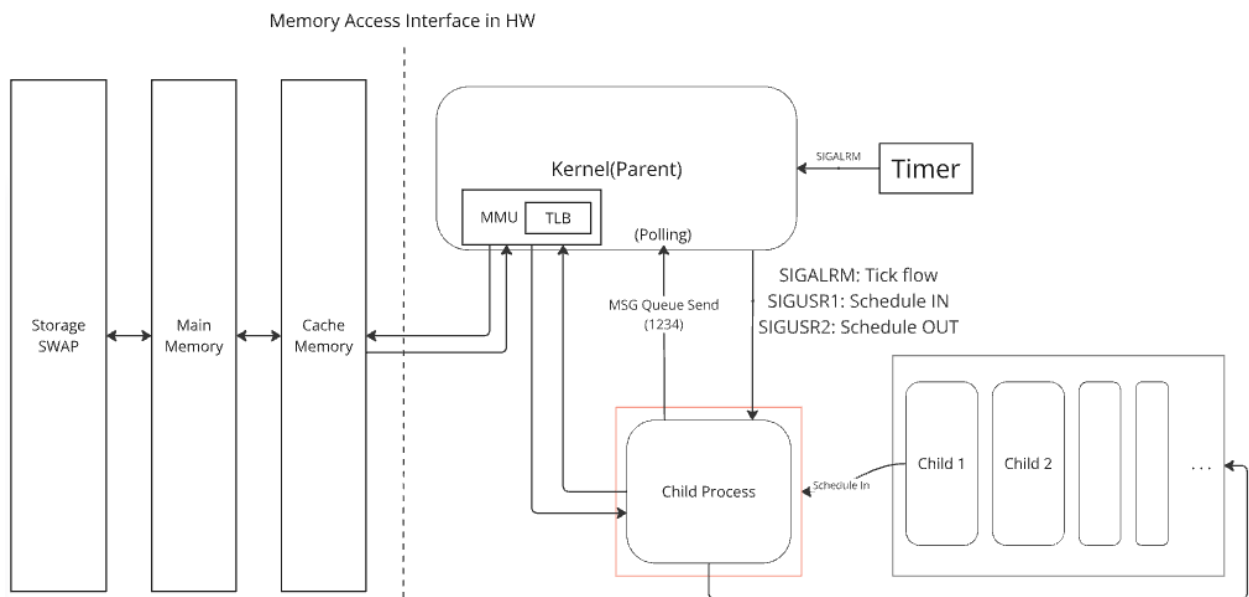 Memory Access Interface in HW
Kernel(Parent)
SIGALRM
Timer
MMU
TLB
(Polling)
SIGALRM: Tick flow
SIGUSR1: Schedule IN
SIGUSR2: Schedule OUT
MSG Queue Send
(1234)
Storage
SWAP
Main
Memory
Cache
Memory
Child Process
Schedule In
Child 1
Child 2
...